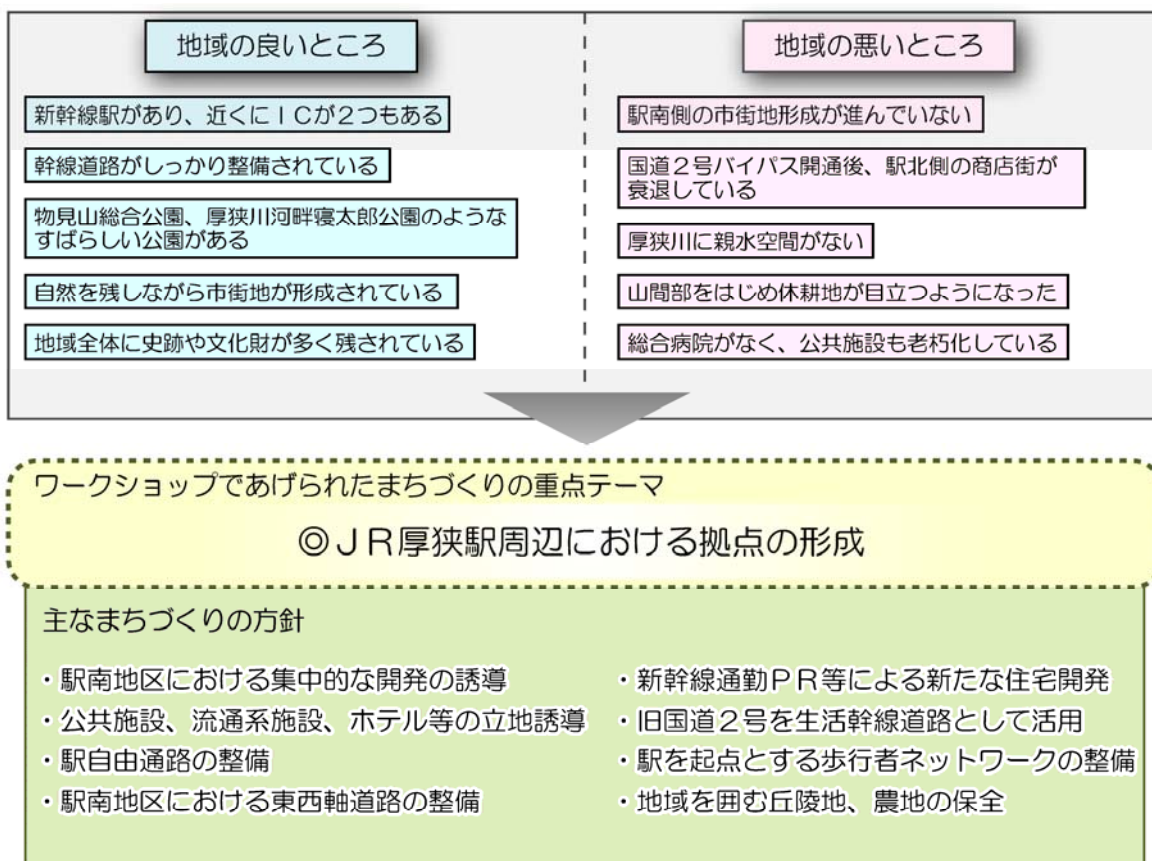 地域の良いところ
新幹線駅があり、近くにＩＣが２つもある
幹線道路がしっかり整備されている
物見山総合公園、厚狭川河畔寝太郎公園のような
すばらしい公園がある
自然を残しながら市街地が形成されている
地域全体に史跡や文化財が多く残されている
地域の悪いところ
駅南側の市街地形成が進んでいない
国道２号バイパス開通後、駅北側の商店街が
衰退している
厚狭川に親水空間がない
山間部をはじめ休耕地が目立つようになった
総合病院がなく、公共施設も老朽化している
ワークショップであげられたまちづくりの重点テーマ
◎ＪＲ厚狭駅周辺における拠点の形成
主なまちづくりの方針
・駅南地区における集中的な開発の誘導
・公共施設、流通系施設、ホテル等の立地誘導
・駅自由通路の整備
・駅南地区における東西軸道路の整備
・新幹線通勤ＰＲ等による新たな住宅開発
・旧国道２号を生活幹線道路として活用
・駅を起点とする歩行者ネットワークの整備
・地域を囲む丘陵地、農地の保全